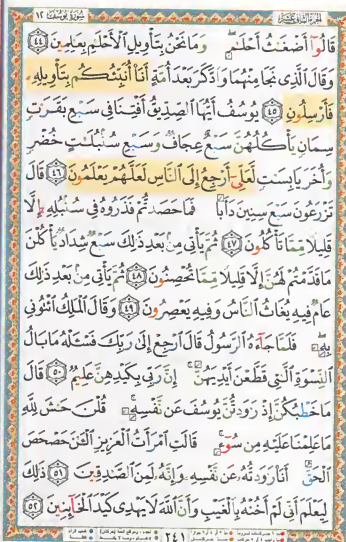 سورة يوسف ١٢
قَالُوٓاْ أَضۡغَٰثُ أَحۡلَٰمٖۖ وَمَا نَحۡنُ بِتَأۡوِيلِ ٱلۡأَحۡلَٰمِ بِعَٰلِمِينَ ٤٤
وَقَالَ ٱلَّذِي نَجَا مِنۡهُمَا وَٱدَّكَرَ بَعۡدَ أُمَّةٍ أَنَا۠ أُنَبِّئُكُم بِتَأۡوِيلِهِۦ
فَأَرۡسِلُونِ ٤٥ يُوسُفُ أَيُّهَا ٱلصِّدِّيقُ أَفۡتِنَا فِي سَبۡعِ بَقَرَٰتٖ
سِمَانٖ يَأۡكُلُهُنَّ سَبۡعٌ عِجَافٞ وَسَبۡعِ سُنۢبُلَٰتٍ خُضۡرٖ
وَأُخَرَ يَابِسَٰتٖ لَّعَلِّيٓ أَرۡجِعُ إِلَى ٱلنَّاسِ لَعَلَّهُمۡ يَعۡلَمُونَ ٤٦ قَالَ
تَزۡرَعُونَ سَبۡعَ سِنِينَ دَأَبٗا فَمَا حَصَدتُّمۡ فَذَرُوهُ فِي سُنۢبُلِهِۦٓ إِلَّا
قَلِيلٗا مِّمَّا تَأۡكُلُونَ ٤٧ ثُمَّ يَأۡتِي مِنۢ بَعۡدِ ذَٰلِكَ سَبۡعٞ شِدَادٞ يَأۡكُلۡنَ
مَا قَدَّمۡتُمۡ لَهُنَّ إِلَّا قَلِيلٗا مِّمَّا تُحۡصِنُونَ ٤٨ ثُمَّ يَأۡتِي مِنۢ بَعۡدِ ذَٰلِكَ
عَامٞ فِيهِ يُغَاثُ ٱلنَّاسُ وَفِيهِ يَعۡصِرُونَ ٤٩ وَقَالَ ٱلۡمَلِكُ ٱئۡتُونِي
بِهِۦۖ فَلَمَّا جَآءَهُ ٱلرَّسُولُ قَالَ ٱرۡجِعۡ إِلَىٰ رَبِّكَ فَسۡـَٔلۡهُ مَا بَالُ
ٱلنِّسۡوَةِ ٱلَّٰتِي قَطَّعۡنَ أَيۡدِيَهُنَّۚ إِنَّ رَبِّي بِكَيۡدِهِنَّ عَلِيمٞ ٥٠ قَالَ
مَا خَطۡبُكُنَّ إِذۡ رَٰوَدتُّنَّ يُوسُفَ عَن نَّفۡسِهِۦۚ قُلۡنَ حَٰشَ لِلَّهِ
مَا عَلِمۡنَا عَلَيۡهِ مِن سُوٓءٖۚ قَالَتِ ٱمۡرَأَتُ ٱلۡعَزِيزِ ٱلۡـَٰٔنَ حَصۡحَصَ
ٱلۡحَقُّ أَنَا۠ رَٰوَدتُّهُۥ عَن نَّفۡسِهِۦ وَإِنَّهُۥ لَمِنَ ٱلصَّٰدِقِينَ ٥١ ذَٰلِكَ
لِيَعۡلَمَ أَنِّي لَمۡ أَخُنۡهُ بِٱلۡغَيۡبِ وَأَنَّ ٱللَّهَ لَا يَهۡدِي كَيۡدَ ٱلۡخَآئِنِينَ ٥٢
٢٤١